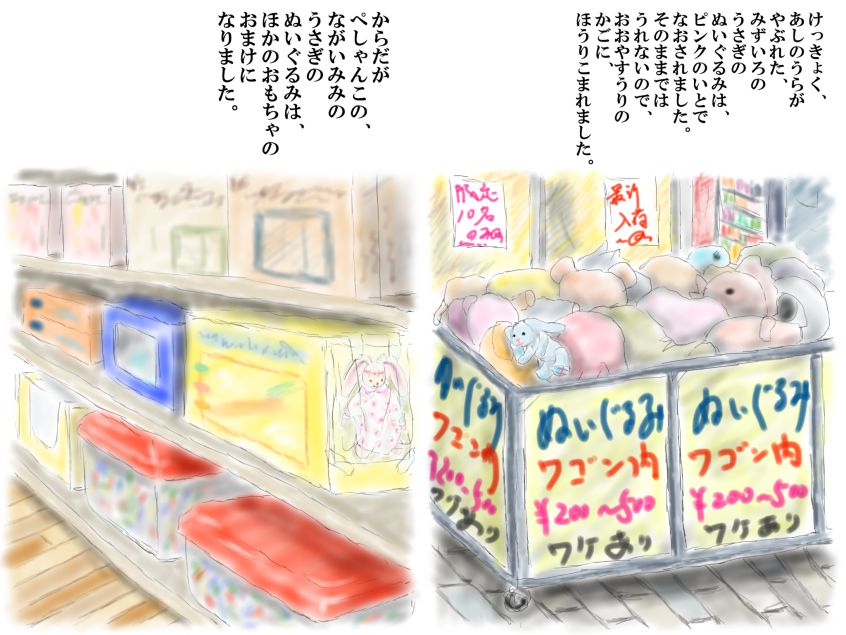 けっきょく、
あしのうらが
やぶれた、
みずいろの
うさぎの
ぬいぐるみは、
ピンクのいとで
なおされました。
そのままでは
うれないので、
おおやすうりの
かごに、
ほうりこまれました。
からだが
ぺしゃんこの、
ながいみみの
うさぎの
ぬいぐるみは、
ほかのおもちゃの
おまけに
なりました。
限定
10名
のみ
入荷
ぬいぐるみ
ワゴン内
¥200~500
ワケあり
ぬいぐるみ
ワゴン内
¥200~500
ワケあり
ぬいぐるみ
ワゴン内
¥200~500
ワケあり